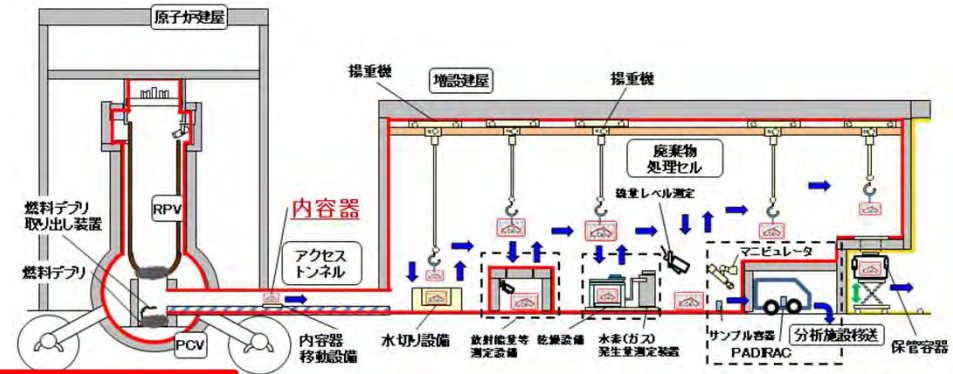 原子炉建屋
揚重機
増設建屋
揚重機
廃棄物
処理セル
線量レベル測定
燃料デブリ
取り出し装置
RPV
内容器
燃料デブリ
アクセス
トンネル
マニピュレータ
PCV
内容器
移動設備
水切り設備
放射能量等
測定設備
乾燥設備
水素(ガス)
発生量測定装置
サンプル容器
PADIRAC
分析施設移送
保管容器